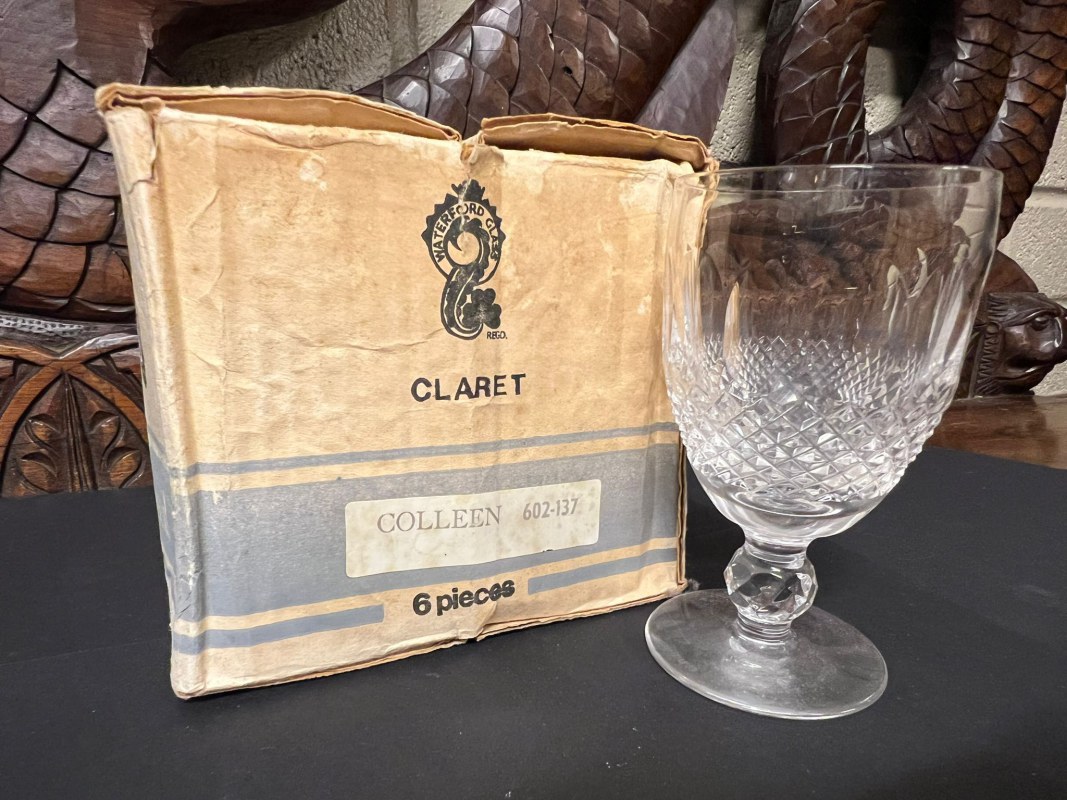 WATERFORD GLASS
REGD.
CLARET
COLLEEN 602-137
6 pieces